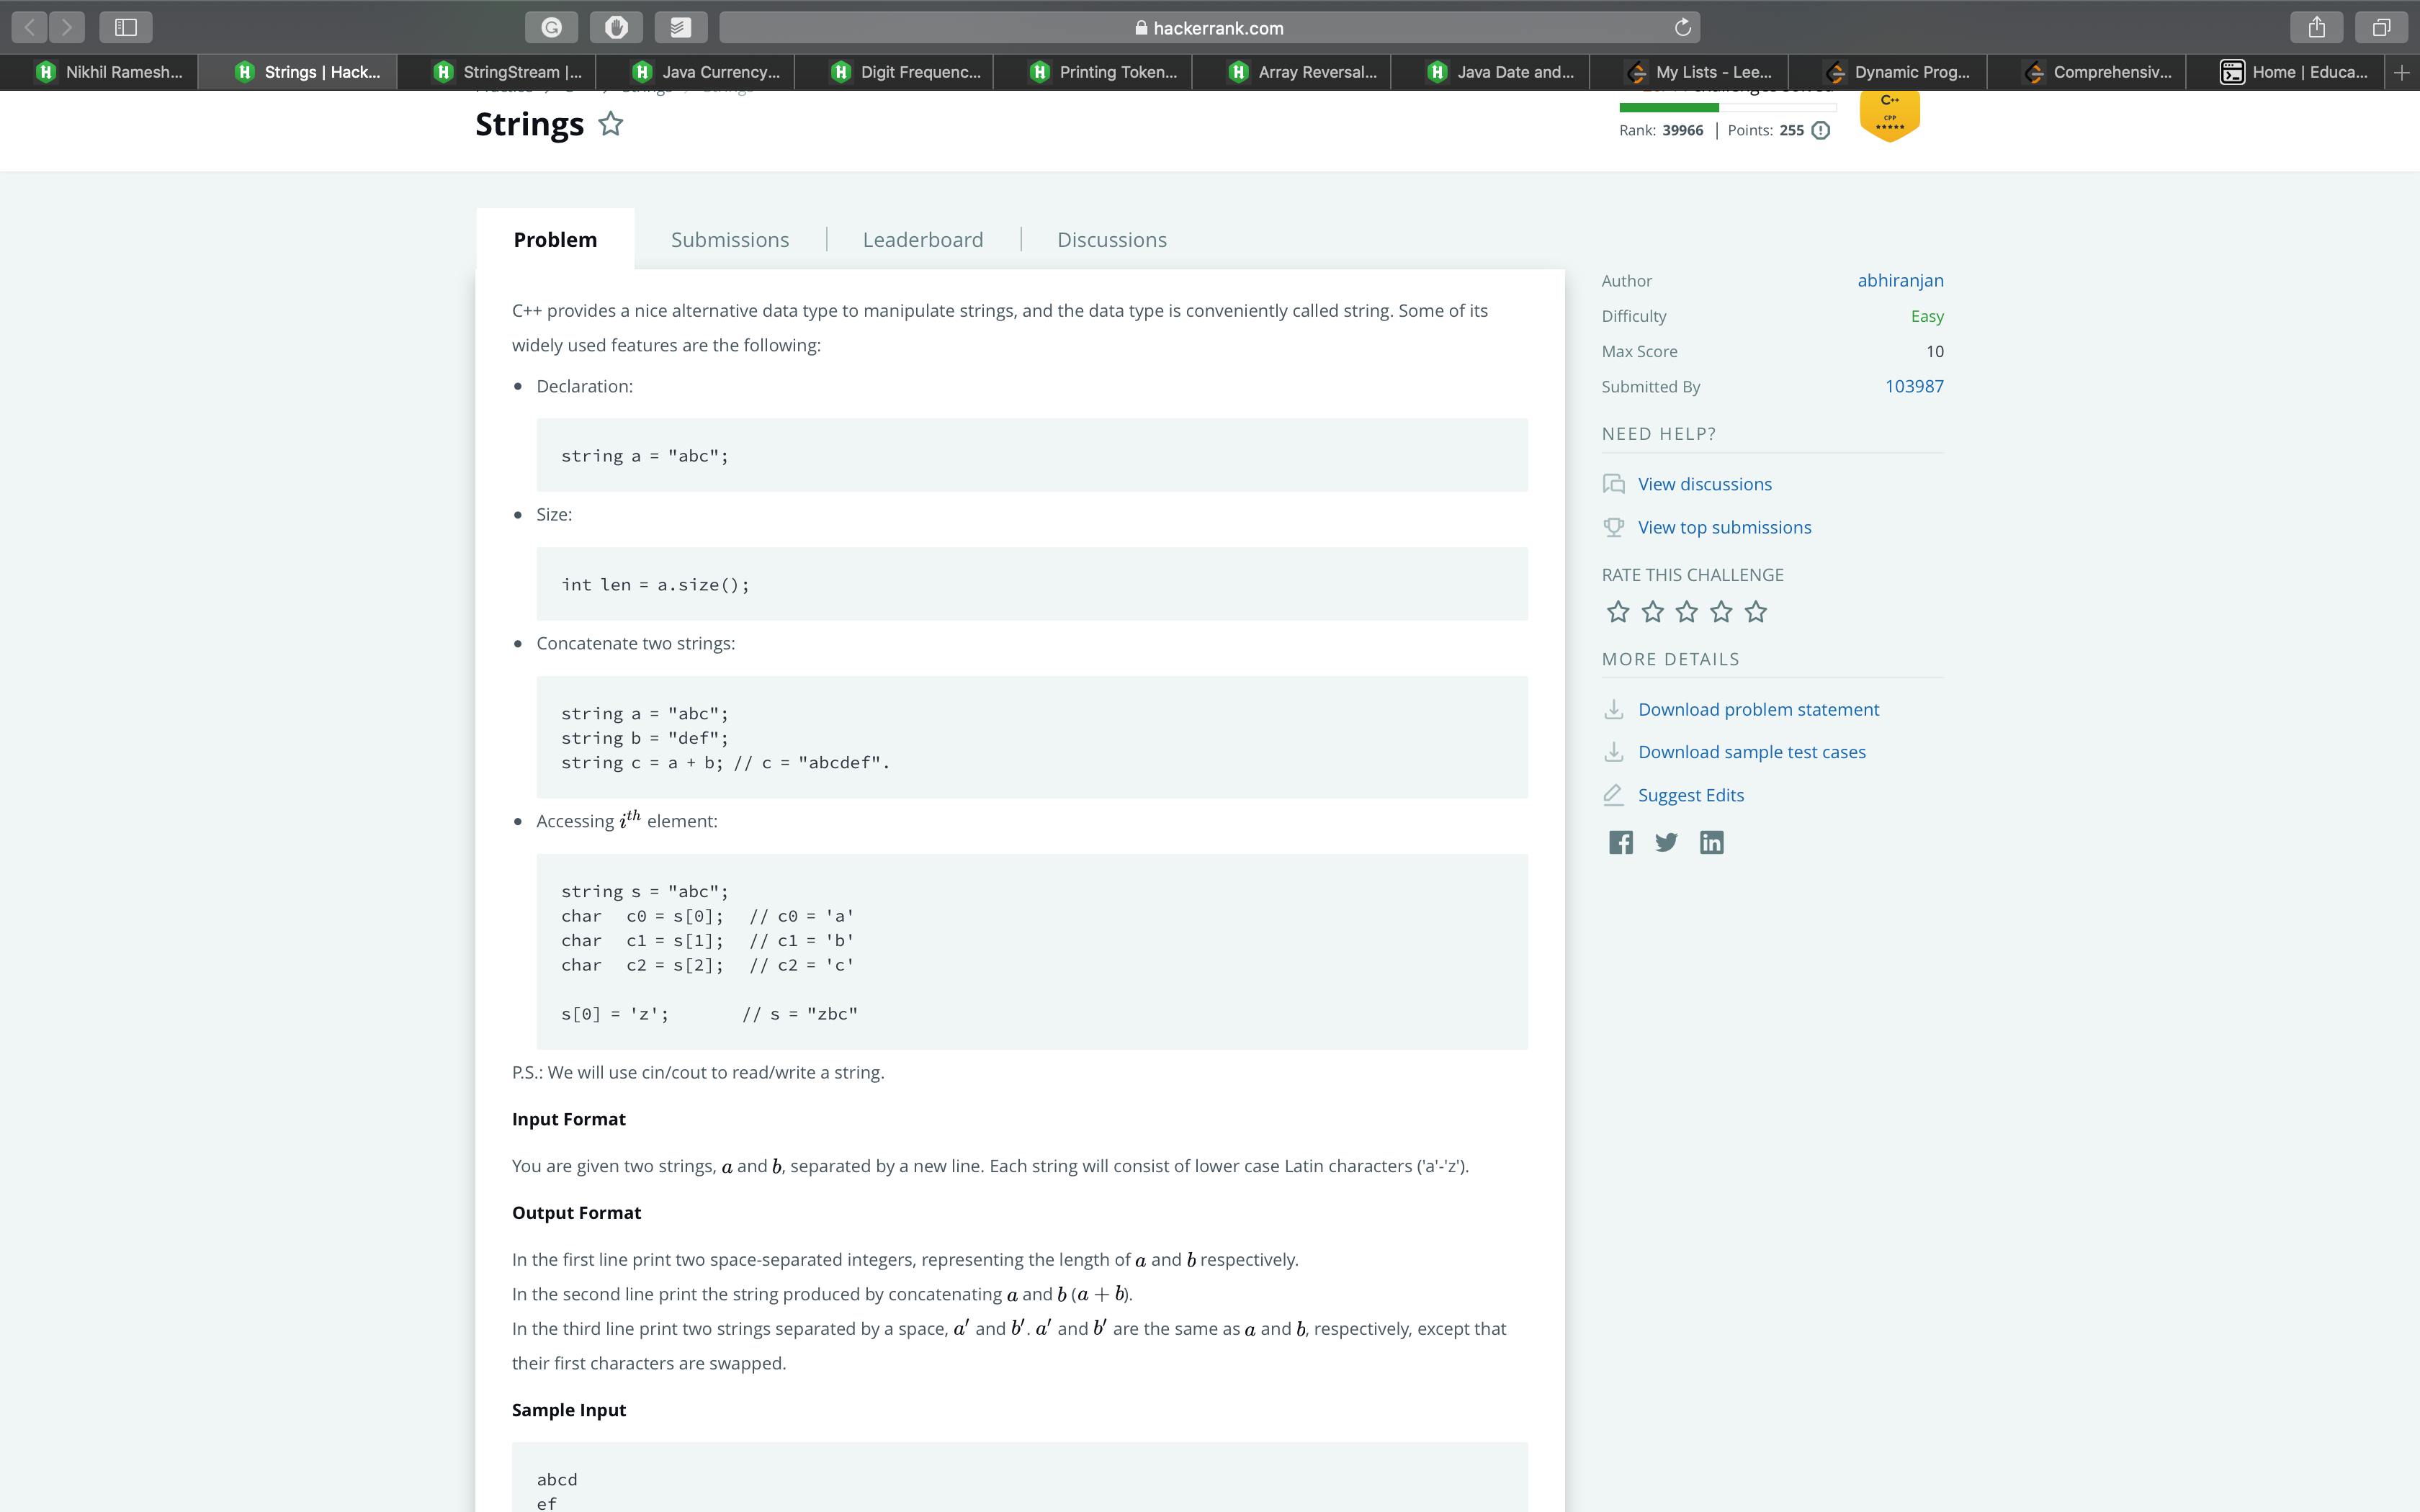 hackerrank.com
Nikhil Ramesh...
Strings | Hack...
StringStream |...
Java Currency...
Digit Frequenc...
Printing Token...
Array Reversal...
Java Date and...
My Lists - Lee...
Dynamic Prog...
Comprehensiv...
Home | Educa...
Strings
Rank: 39966 | Points: 255
C++
CPP
Problem
Submissions
Leaderboard
Discussions
C++ provides a nice alternative data type to manipulate strings, and the data type is conveniently called string. Some of its
widely used features are the following:
• Declaration:
string a = "abc";
• Size:
int len = a.size();
• Concatenate two strings:
string a = "abc";
string b = "def";
string c = a + b; // c = "abcdef".
• Accessing i^th element:
string s = "abc";
char c0 = s[0]; // c0 = 'a'
char c1 = s[1]; // c1 = 'b'
char c2 = s[2]; // c2 = 'c'
s[0] = 'z'; // s = "zbc"
P.S.: We will use cin/cout to read/write a string.
Input Format
You are given two strings, a and b, separated by a new line. Each string will consist of lower case Latin characters ('a'-'z').
Output Format
In the first line print two space-separated integers, representing the length of a and b respectively.
In the second line print the string produced by concatenating a and b (a + b).
In the third line print two strings separated by a space, a′ and b′. a′ and b′ are the same as a and b, respectively, except that
their first characters are swapped.
Sample Input
abcd
ef
Author abhiranjan
Difficulty Easy
Max Score 10
Submitted By 103987
NEED HELP?
View discussions
View top submissions
RATE THIS CHALLENGE
MORE DETAILS
Download problem statement
Download sample test cases
Suggest Edits